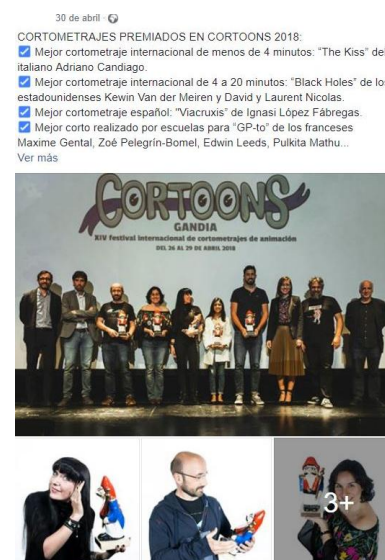 30 de abril ·
CORTOMETRAJES PREMIADOS EN CORTOONS 2018:
Mejor cortometraje internacional de menos de 4 minutos: "The Kiss" del
italiano Adriano Candiago.
Mejor cortometraje internacional de 4 a 20 minutos: "Black Holes" de los
estadounidenses Kewin Van der Meiren y David y Laurent Nicolas.
Mejor cortometraje español: "Viacruxis" de Ignasi López Fábregas.
Mejor corto realizado por escuelas para "GP-to" de los franceses
Maxime Gental, Zoé Pelegrín-Bomel, Edwin Leeds, Pulkita Mathu...
Ver más
CORTOONS
GANDIA
XIV festival internacional de cortometrajes de animación
DEL 26 AL 29 DE ABRIL 2018
3+